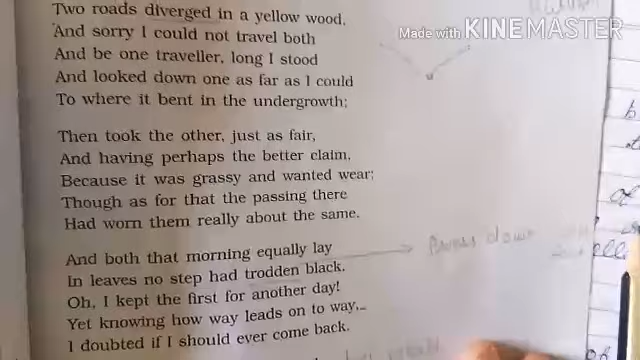 Two roads diverged in a yellow wood,
And sorry I could not travel both
And be one traveller, long I stood
And looked down one as far as I could
To where it bent in the undergrowth;
Then took the other, just as fair,
And having perhaps the better claim,
Because it was grassy and wanted wear;
Though as for that the passing there
Had worn them really about the same.
And both that morning equally lay
In leaves no step had trodden black.
Oh, I kept the first for another day!
Yet knowing how way leads on to way,
I doubted if I should ever come back.
Made with KINEMASTER
down
of